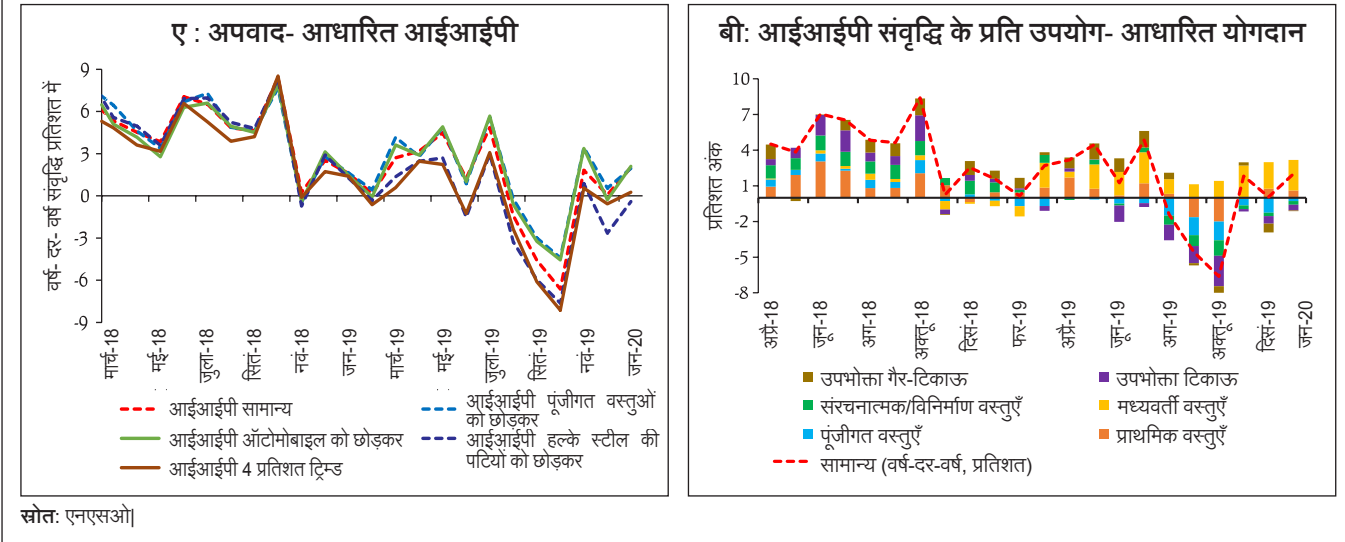 ए : अपवाद- आधारित आईआईपी
वर्ष- दर- वर्ष सवृद्धि प्रतिशत में
9
6
3
0
-3
-6
-9
मार्च-18
मई-18
जुला-18
सितं-18
नवं-18
जन-19
मार्च-19
मई-19
जुला-19
सितं-19
नवं-19
जन-20
आईआईपी सामान्य
आईआईपी पूंजीगत वस्तुओं
को छोड़कर
आईआईपी ऑटोमोबाइल को छोड़कर
आईआईपी हल्के स्टील की
पटियों को छोड़कर
आईआईपी 4 प्रतिशत ट्रिम्ड
बी: आईआईपी संवृद्धि के प्रति उपयोग- आधारित योगदान
प्रतिशत अंक
10
7
4
1
-2
-5
-8
अप्रै-18
जून-18
अग-18
अक्तू-18
दिसं-18
फर-19
अप्रै-19
जून-19
अग-19
अक्तू-19
दिसं-19
जन-20
उपभोक्ता गैर-टिकाऊ
उपभोक्ता टिकाऊ
संरचनात्मक/विनिर्माण वस्तुएँ
मध्यवर्ती वस्तुएँ
पूंजीगत वस्तुएँ
प्राथमिक वस्तुएँ
सामान्य (वर्ष-दर-वर्ष, प्रतिशत)
स्रोत: एनएसओ|